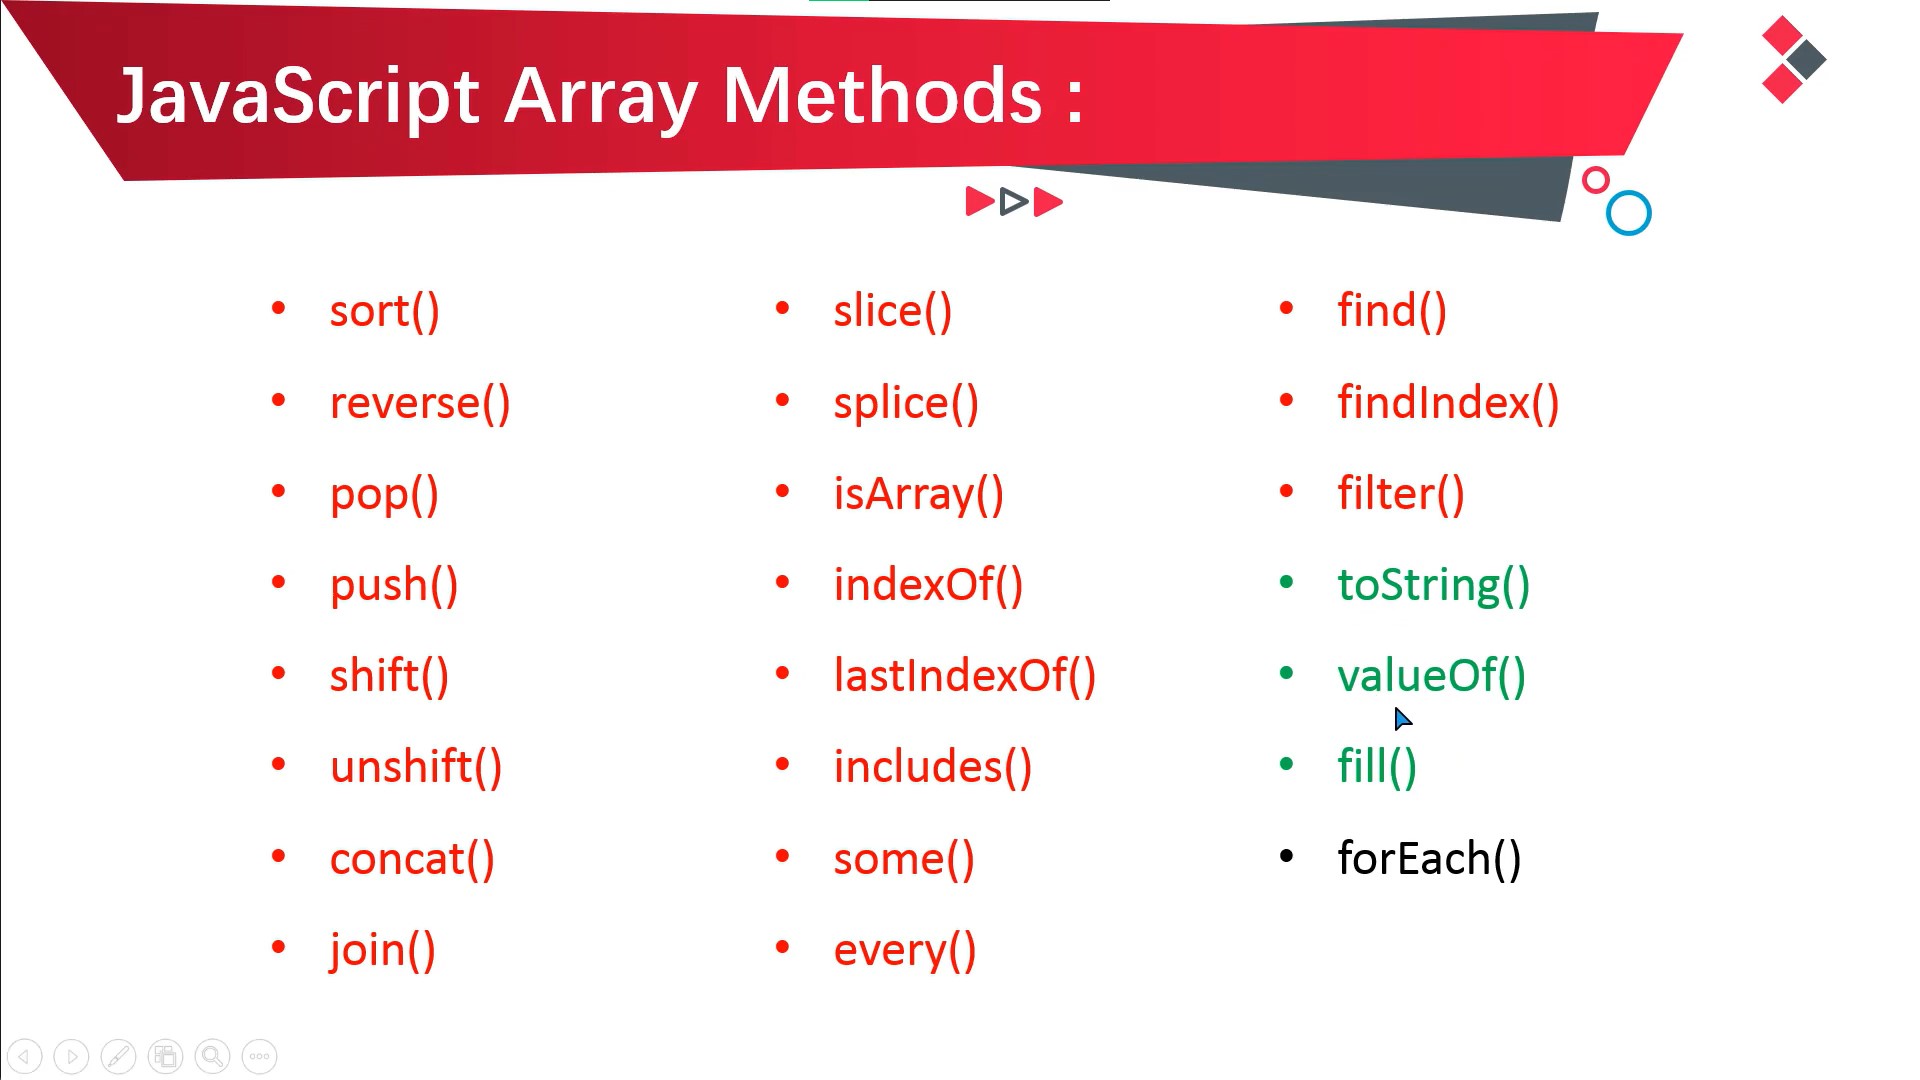 JavaScript Array Methods :
• sort()
• reverse()
• pop()
• push()
• shift()
• unshift()
• concat()
• join()
• slice()
• splice()
• isArray()
• indexOf()
• lastIndexOf()
• includes()
• some()
• every()
• find()
• findIndex()
• filter()
• toString()
• valueOf()
• fill()
• forEach()